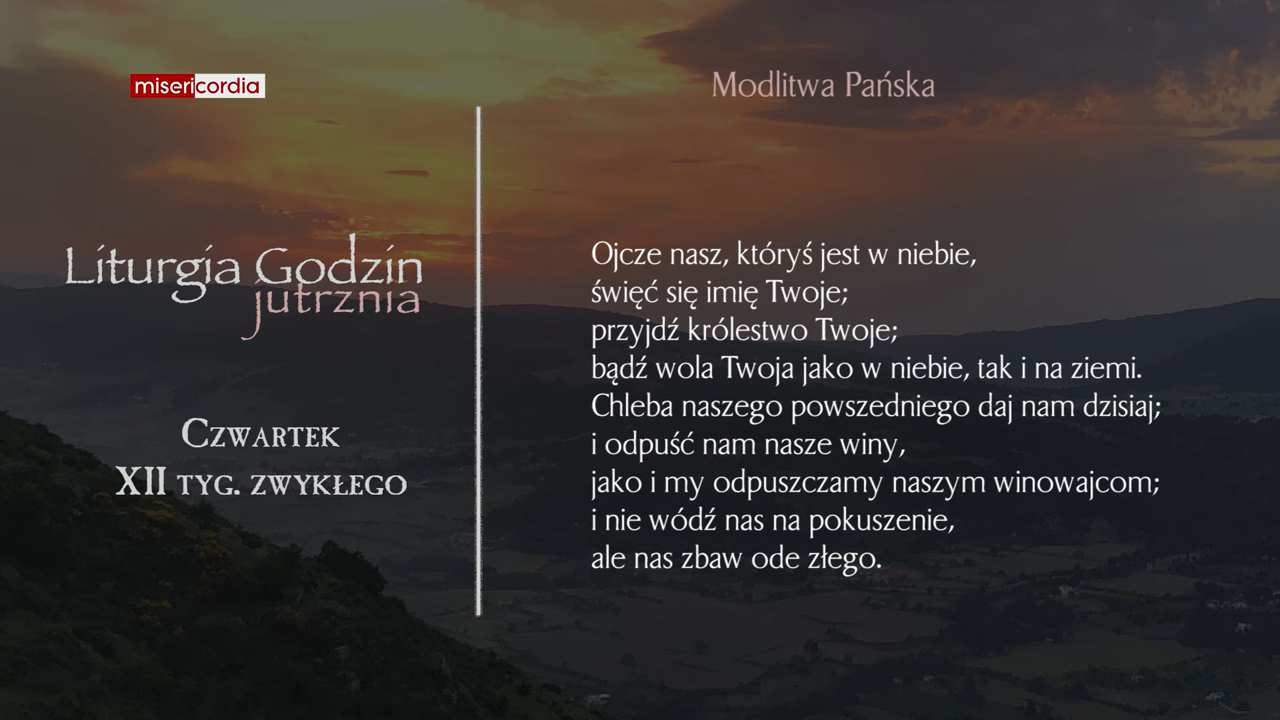 misericordia
Liturgia Godzin
jutrznia
Czwartek
XII tyg. zwykłego
Modlitwa Pańska
Ojcze nasz, któryś jest w niebie,
święć się imię Twoje;
przyjdź królestwo Twoje;
bądź wola Twoja jako w niebie, tak i na ziemi.
Chleba naszego powszedniego daj nam dzisiaj;
i odpuść nam nasze winy,
jako i my odpuszczamy naszym winowajcom;
i nie wódź nas na pokuszenie,
ale nas zbaw ode złego.